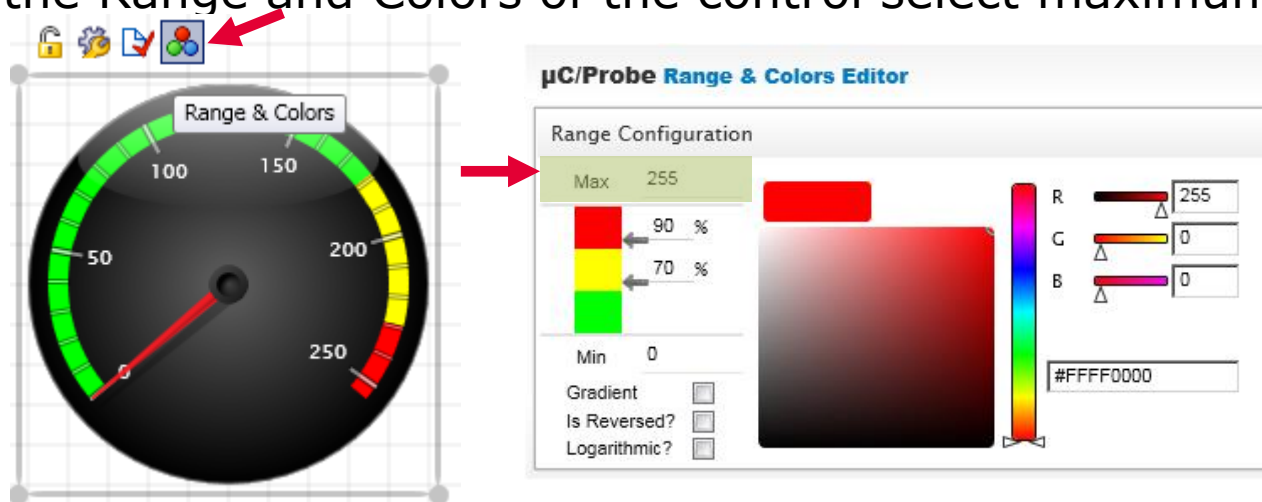 the Range and Colors of the control select maximum
Range & Colors
50
100
150
200
250
0
µC/Probe Range & Colors Editor
Range Configuration
Max 255
90 %
70 %
Min 0
Gradient
Is Reversed?
Logarithmic?
R 255
G 0
B 0
#FFFF0000